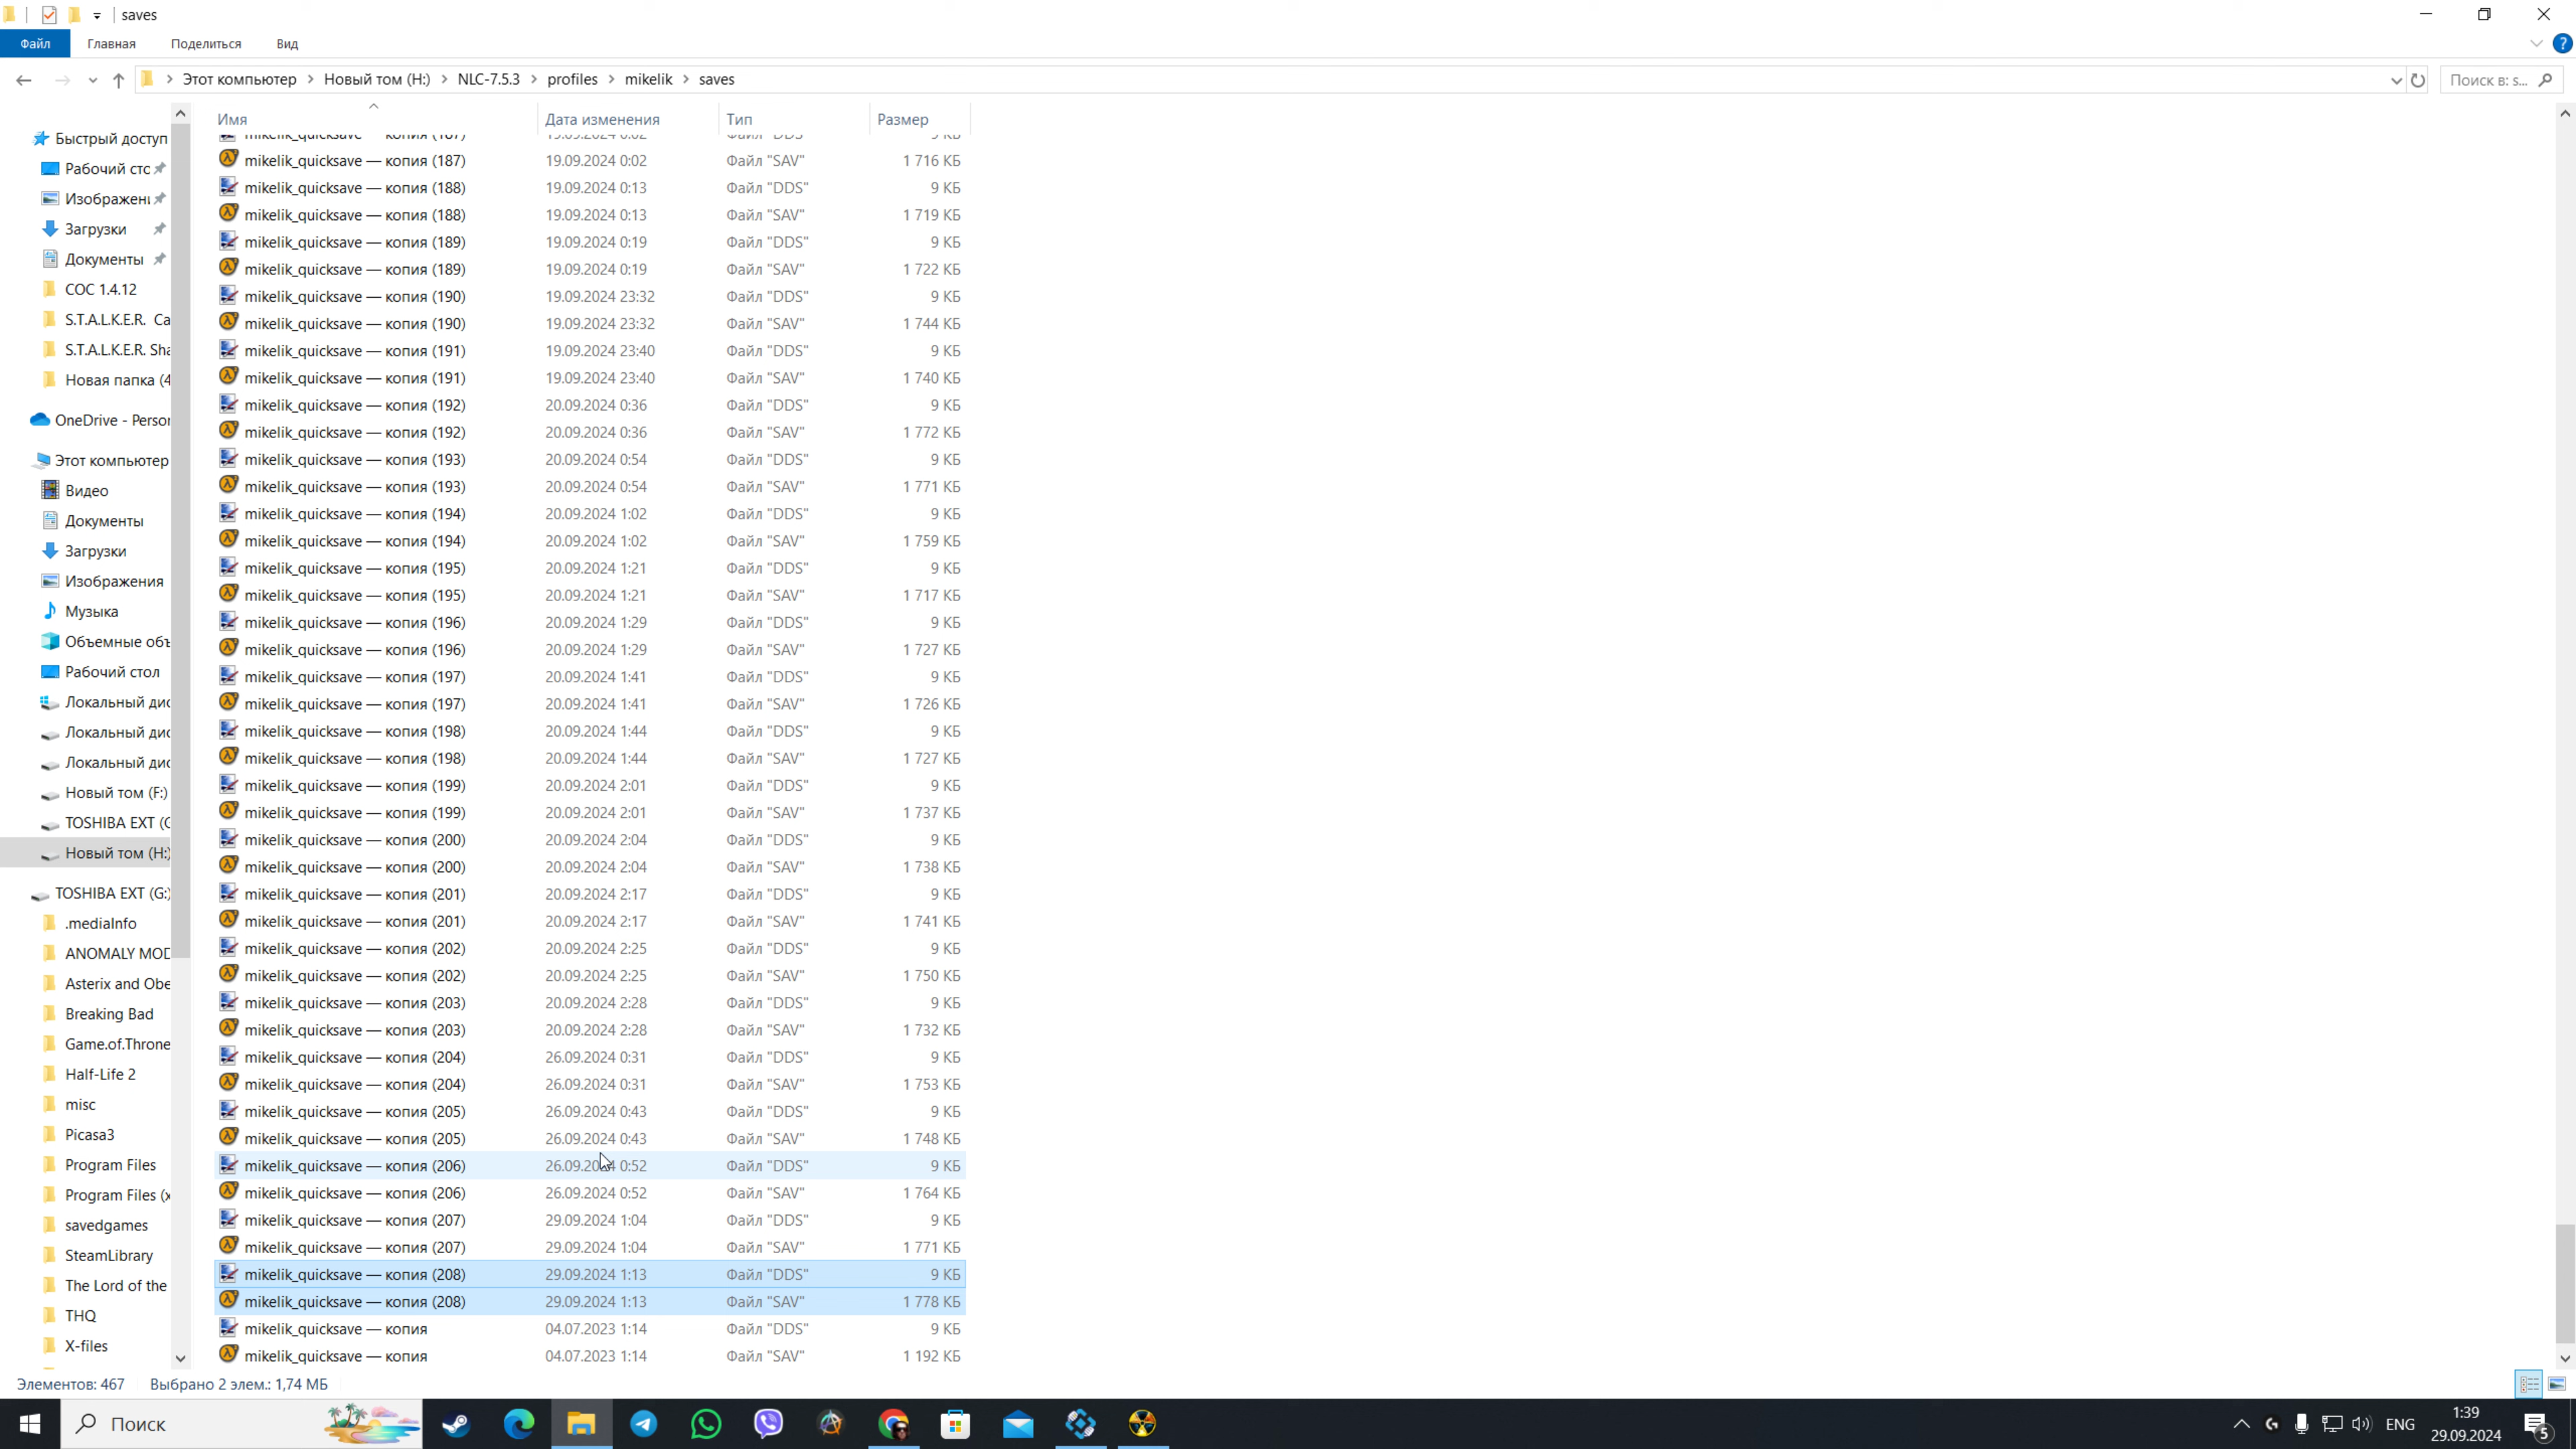 saves
Файл Главная Поделиться Вид
Этот компьютер Новый том (H:) NLC-7.5.3 profiles mikelik saves
Поиск в: s...
Быстрый доступ
Рабочий стс
Изображени
Загрузки
Документы
COC 1.4.12
S.T.A.L.K.E.R. Ca
S.T.A.L.K.E.R. Sha
Новая папка (4
OneDrive - Person
Этот компьютер
Видео
Документы
Загрузки
Изображения
Музыка
Объемные объ
Рабочий стол
Локальный дис
Локальный дис
Локальный дис
Новый том (F:)
TOSHIBA EXT (G
Новый том (H:)
TOSHIBA EXT (G:)
.mediaInfo
ANOMALY MOD
Asterix and Obe
Breaking Bad
Game.of.Throne
Half-Life 2
misc
Picasa3
Program Files
Program Files (x
savedgames
SteamLibrary
The Lord of the
THQ
X-files
Имя Дата изменения Тип Размер
mikelik_quicksave — копия (187) 19.09.2024 0:02 Файл "DDS" 9 КБ
mikelik_quicksave — копия (187) 19.09.2024 0:02 Файл "SAV" 1 716 КБ
mikelik_quicksave — копия (188) 19.09.2024 0:13 Файл "DDS" 9 КБ
mikelik_quicksave — копия (188) 19.09.2024 0:13 Файл "SAV" 1 719 КБ
mikelik_quicksave — копия (189) 19.09.2024 0:19 Файл "DDS" 9 КБ
mikelik_quicksave — копия (189) 19.09.2024 0:19 Файл "SAV" 1 722 КБ
mikelik_quicksave — копия (190) 19.09.2024 23:32 Файл "DDS" 9 КБ
mikelik_quicksave — копия (190) 19.09.2024 23:32 Файл "SAV" 1 744 КБ
mikelik_quicksave — копия (191) 19.09.2024 23:40 Файл "DDS" 9 КБ
mikelik_quicksave — копия (191) 19.09.2024 23:40 Файл "SAV" 1 740 КБ
mikelik_quicksave — копия (192) 20.09.2024 0:36 Файл "DDS" 9 КБ
mikelik_quicksave — копия (192) 20.09.2024 0:36 Файл "SAV" 1 772 КБ
mikelik_quicksave — копия (193) 20.09.2024 0:54 Файл "DDS" 9 КБ
mikelik_quicksave — копия (193) 20.09.2024 0:54 Файл "SAV" 1 771 КБ
mikelik_quicksave — копия (194) 20.09.2024 1:02 Файл "DDS" 9 КБ
mikelik_quicksave — копия (194) 20.09.2024 1:02 Файл "SAV" 1 759 КБ
mikelik_quicksave — копия (195) 20.09.2024 1:21 Файл "DDS" 9 КБ
mikelik_quicksave — копия (195) 20.09.2024 1:21 Файл "SAV" 1 717 КБ
mikelik_quicksave — копия (196) 20.09.2024 1:29 Файл "DDS" 9 КБ
mikelik_quicksave — копия (196) 20.09.2024 1:29 Файл "SAV" 1 727 КБ
mikelik_quicksave — копия (197) 20.09.2024 1:41 Файл "DDS" 9 КБ
mikelik_quicksave — копия (197) 20.09.2024 1:41 Файл "SAV" 1 726 КБ
mikelik_quicksave — копия (198) 20.09.2024 1:44 Файл "DDS" 9 КБ
mikelik_quicksave — копия (198) 20.09.2024 1:44 Файл "SAV" 1 727 КБ
mikelik_quicksave — копия (199) 20.09.2024 2:01 Файл "DDS" 9 КБ
mikelik_quicksave — копия (199) 20.09.2024 2:01 Файл "SAV" 1 737 КБ
mikelik_quicksave — копия (200) 20.09.2024 2:04 Файл "DDS" 9 КБ
mikelik_quicksave — копия (200) 20.09.2024 2:04 Файл "SAV" 1 738 КБ
mikelik_quicksave — копия (201) 20.09.2024 2:17 Файл "DDS" 9 КБ
mikelik_quicksave — копия (201) 20.09.2024 2:17 Файл "SAV" 1 741 КБ
mikelik_quicksave — копия (202) 20.09.2024 2:25 Файл "DDS" 9 КБ
mikelik_quicksave — копия (202) 20.09.2024 2:25 Файл "SAV" 1 750 КБ
mikelik_quicksave — копия (203) 20.09.2024 2:28 Файл "DDS" 9 КБ
mikelik_quicksave — копия (203) 20.09.2024 2:28 Файл "SAV" 1 732 КБ
mikelik_quicksave — копия (204) 26.09.2024 0:31 Файл "DDS" 9 КБ
mikelik_quicksave — копия (204) 26.09.2024 0:31 Файл "SAV" 1 753 КБ
mikelik_quicksave — копия (205) 26.09.2024 0:43 Файл "DDS" 9 КБ
mikelik_quicksave — копия (205) 26.09.2024 0:43 Файл "SAV" 1 748 КБ
mikelik_quicksave — копия (206) 26.09.2024 0:52 Файл "DDS" 9 КБ
mikelik_quicksave — копия (206) 26.09.2024 0:52 Файл "SAV" 1 764 КБ
mikelik_quicksave — копия (207) 29.09.2024 1:04 Файл "DDS" 9 КБ
mikelik_quicksave — копия (207) 29.09.2024 1:04 Файл "SAV" 1 771 КБ
mikelik_quicksave — копия (208) 29.09.2024 1:13 Файл "DDS" 9 КБ
mikelik_quicksave — копия (208) 29.09.2024 1:13 Файл "SAV" 1 778 КБ
mikelik_quicksave — копия 04.07.2023 1:14 Файл "DDS" 9 КБ
mikelik_quicksave — копия 04.07.2023 1:14 Файл "SAV" 1 192 КБ
Элементов: 467 Выбрано 2 элем.: 1,74 МБ
Поиск
ENG
1:39
29.09.2024
5